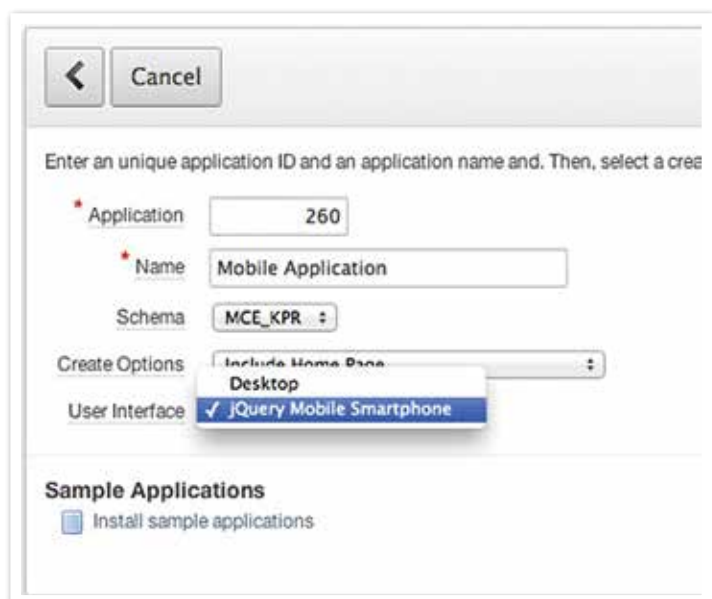 Cancel
Enter an unique application ID and an application name and. Then, select a crea
* Application 260
* Name Mobile Application
Schema MCE_KPR
Create Options Include Home Page
Desktop
User Interface ✓ jQuery Mobile Smartphone
Sample Applications
Install sample applications